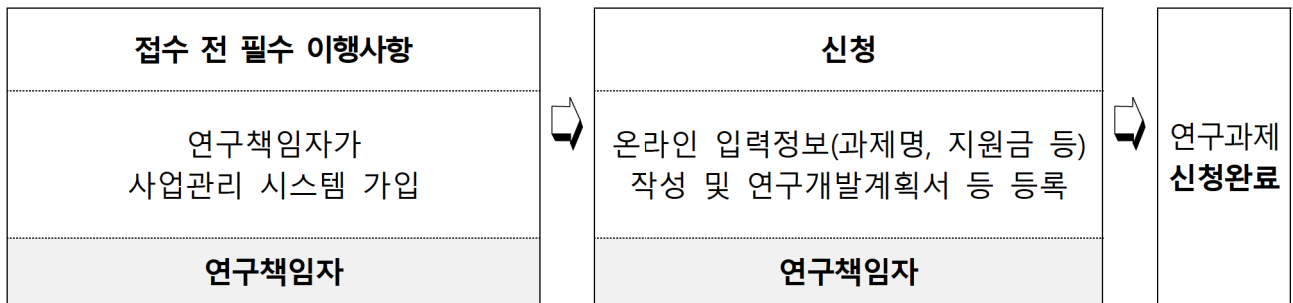 접수 전 필수 이행사항
연구책임자가
사업관리 시스템 가입
연구책임자
신청
온라인 입력정보(과제명, 지원금 등)
작성 및 연구개발계획서 등 등록
연구책임자
연구과제
신청완료